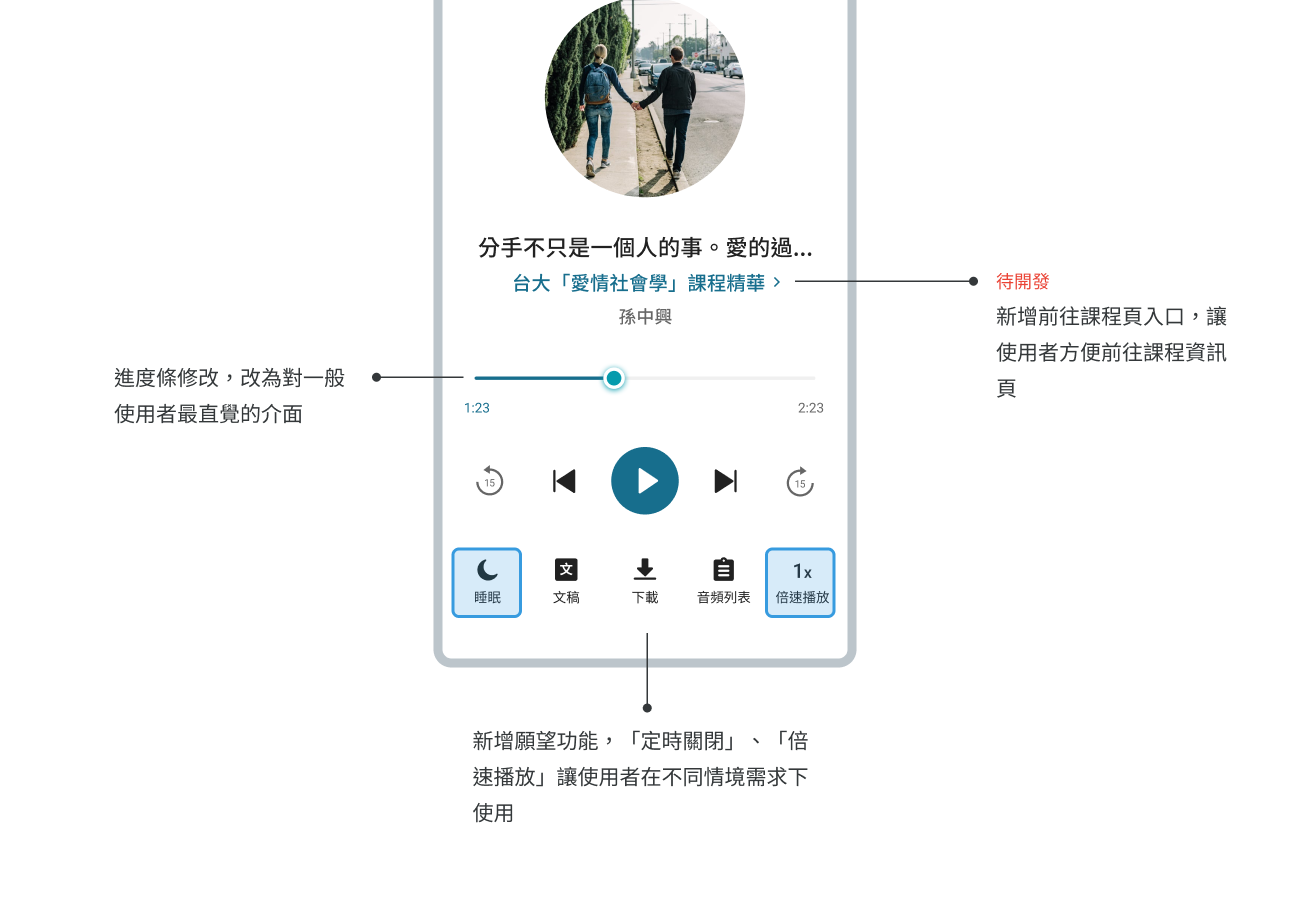 分手不只是一個人的事。愛的過...
台大「愛情社會學」課程精華 >
孫中興
待開發
新增前往課程頁入口，讓
使用者方便前往課程資訊
頁
進度條修改，改為對一般
使用者最直覺的介面
1:23
2:23
15
15
文
1x
睡眠
文稿
下載
音頻列表
倍速播放
新增願望功能，「定時關閉」、「倍
速播放」讓使用者在不同情境需求下
使用